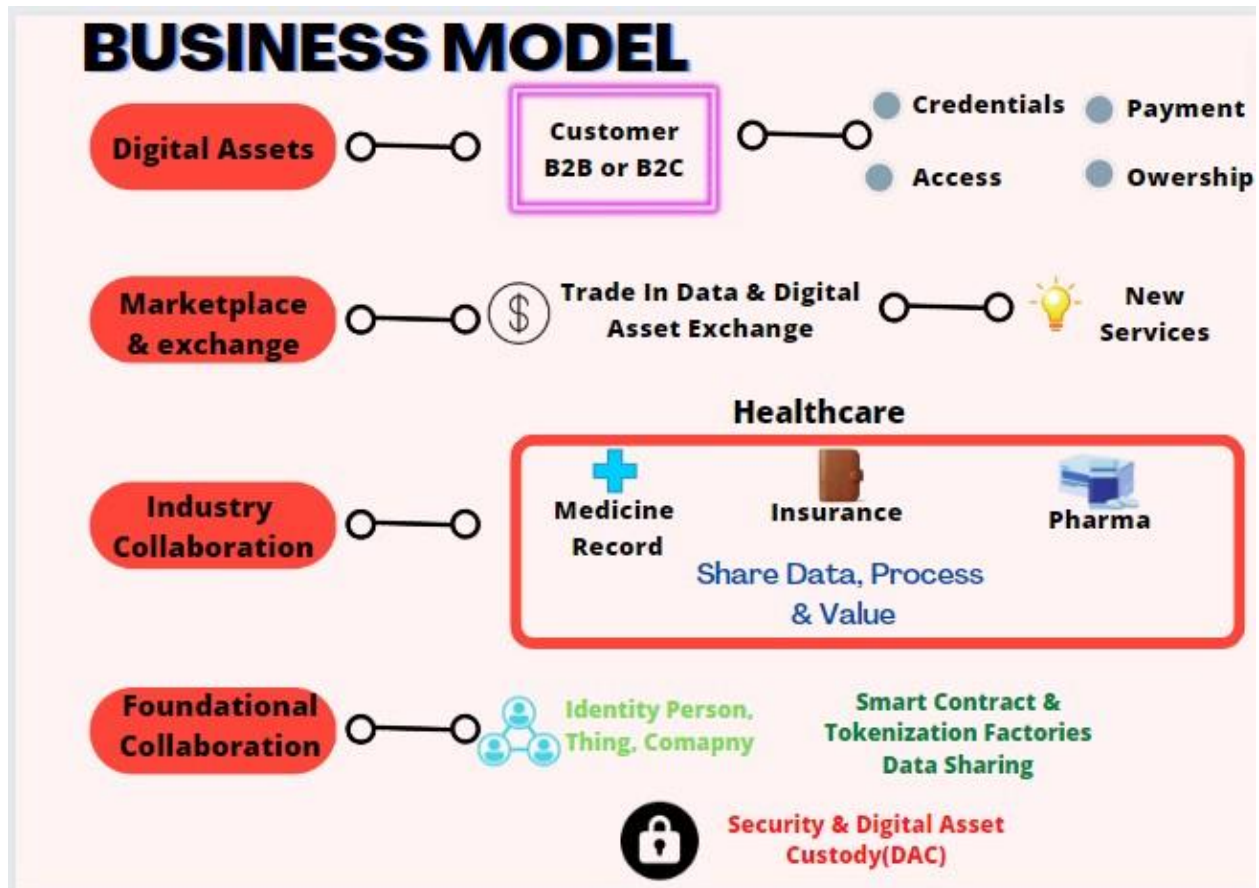 BUSINESS MODEL
Digital Assets
Customer
B2B or B2C
Credentials
Payment
Access
Owership
Marketplace
& exchange
$
Trade In Data & Digital
Asset Exchange
New
Services
Healthcare
Industry
Collaboration
Medicine
Record
Insurance
Pharma
Share Data, Process
& Value
Foundational
Collaboration
Identity Person,
Thing, Comapny
Smart Contract &
Tokenization Factories
Data Sharing
Security & Digital Asset
Custody(DAC)